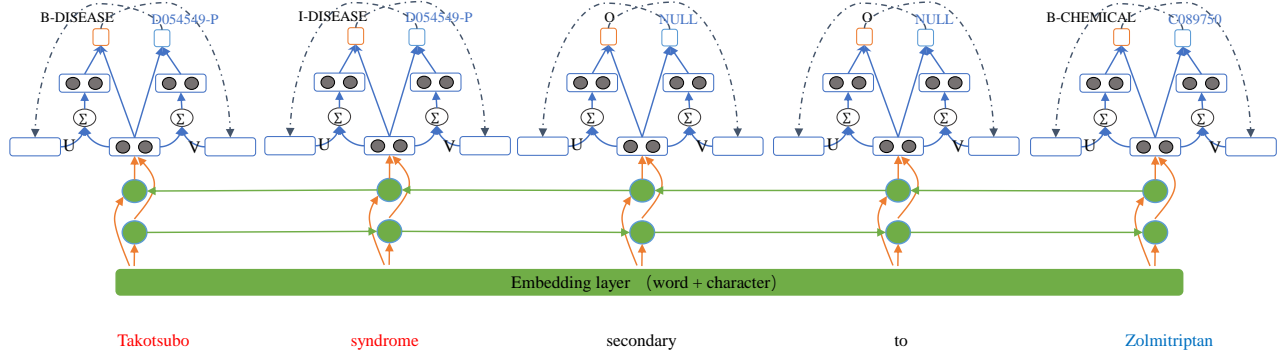 B-DISEASE D054549-P I-DISEASE D054549-P O NULL O NULL B-CHEMICAL C089750
Σ Σ Σ Σ Σ Σ Σ Σ Σ Σ
U V U V U V U V U V
Embedding layer （word + character）
Takotsubo syndrome secondary to Zolmitriptan